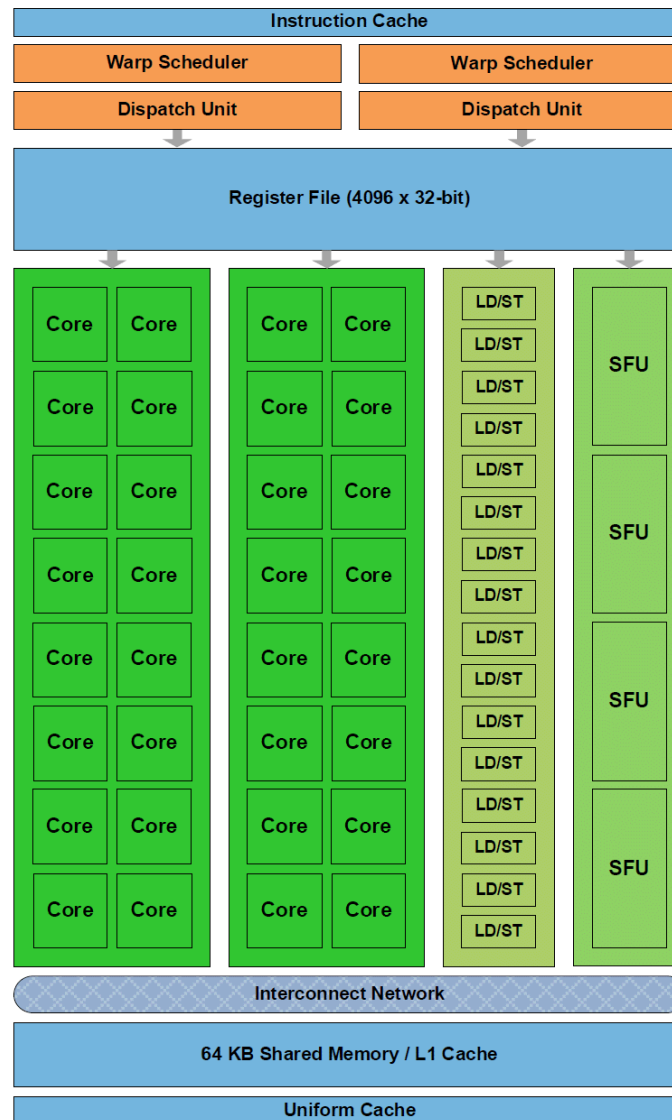 Instruction Cache
Warp Scheduler Warp Scheduler
Dispatch Unit Dispatch Unit
Register File (4096 x 32-bit)
Core Core Core Core LD/ST
LD/ST
SFU
Core Core Core Core LD/ST
LD/ST
Core Core Core Core LD/ST
LD/ST
SFU
Core Core Core Core LD/ST
LD/ST
Core Core Core Core LD/ST
LD/ST
SFU
Core Core Core Core LD/ST
LD/ST
Core Core Core Core LD/ST
LD/ST
SFU
Core Core Core Core LD/ST
LD/ST
Interconnect Network
64 KB Shared Memory / L1 Cache
Uniform Cache